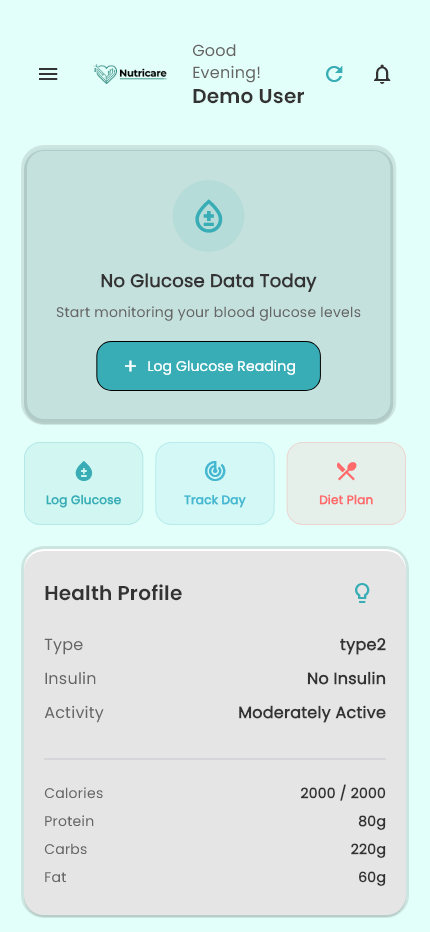 Nutricare
Good
Evening!
Demo User
No Glucose Data Today
Start monitoring your blood glucose levels
+ Log Glucose Reading
Log Glucose
Track Day
Diet Plan
Health Profile
Type type2
Insulin No Insulin
Activity Moderately Active
Calories 2000 / 2000
Protein 80g
Carbs 220g
Fat 60g